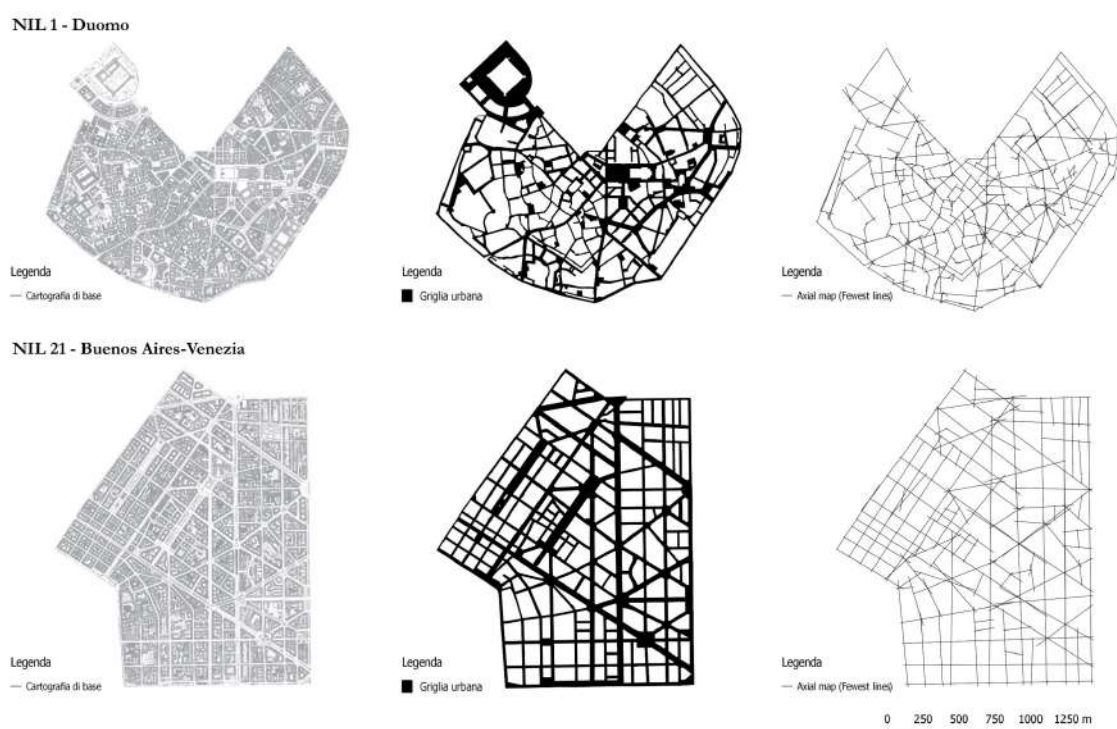 NIL 1 - Duomo
Legenda
Cartografia di base
Legenda
Griglia urbana
Legenda
Axial map (Fewest lines)
NIL 21 - Buenos Aires-Venezia
Legenda
Cartografia di base
Legenda
Griglia urbana
Legenda
Axial map (Fewest lines)
0 250 500 750 1000 1250 m